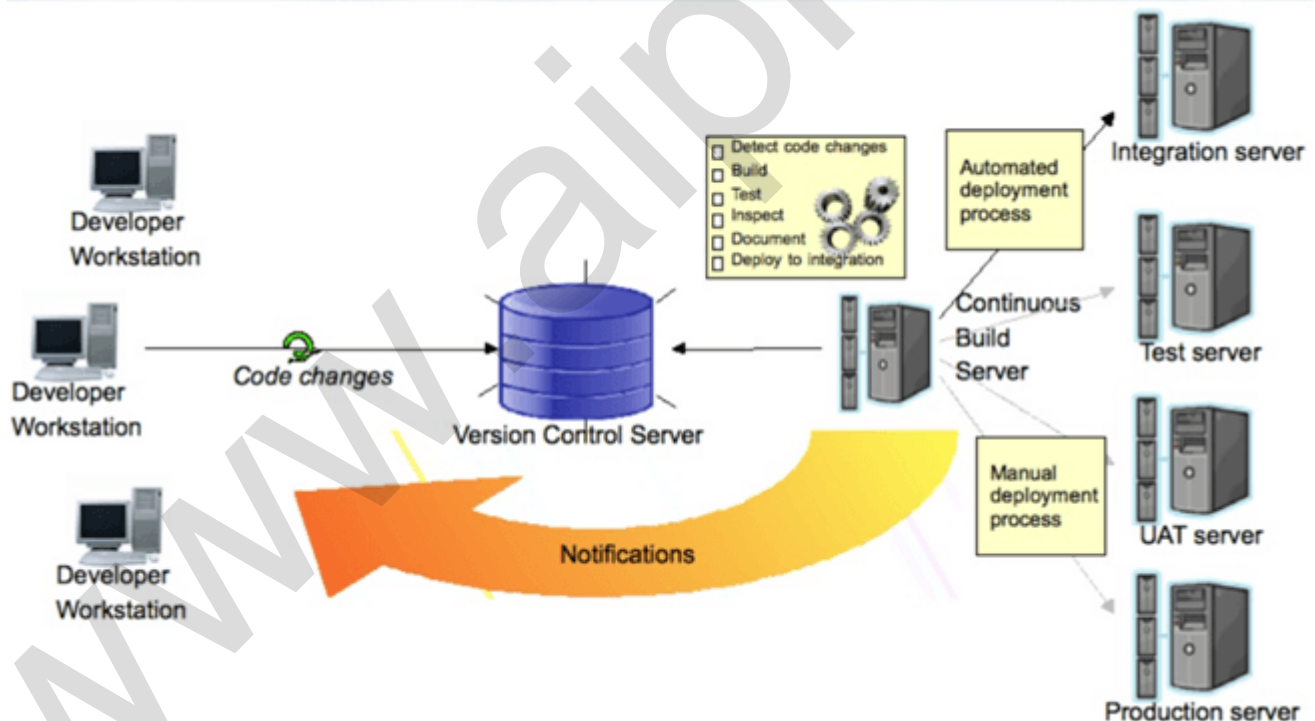 Developer
Workstation
Developer
Workstation
Developer
Workstation
Code changes
Version Control Server
Notifications
Detect code changes
Build
Test
Inspect
Document
Deploy to integration
Continuous
Build
Server
Automated
deployment
process
Manual
deployment
process
Integration server
Test server
UAT server
Production server
www.aip